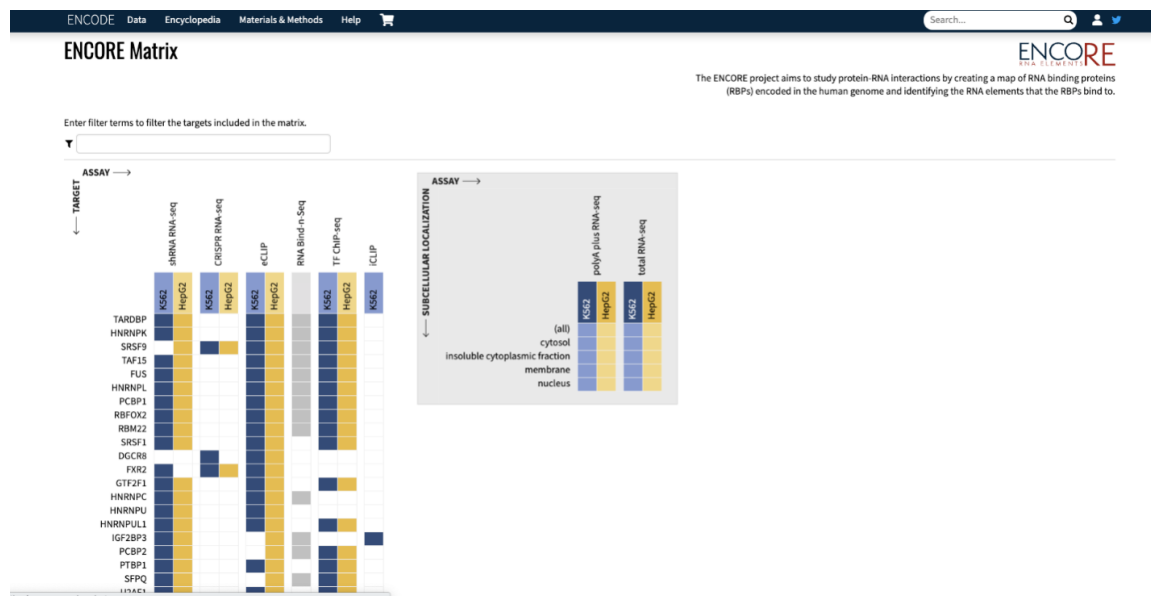 ENCODE Data Encyclopedia Materials & Methods Help Search...
ENCORE Matrix
ENCORE
RNA ELEMENTS
The ENCORE project aims to study protein-RNA interactions by creating a map of RNA binding proteins
(RBPs) encoded in the human genome and identifying the RNA elements that the RBPs bind to.
Enter filter terms to filter the targets included in the matrix.
ASSAY
TARGET
shRNA RNA-seq
CRISPR RNA-seq
eCLIP
RNA Bind-n-Seq
TF ChIP-seq
iCLIP
K562 HepG2 K562 HepG2 K562 HepG2 K562 HepG2 K562
TARDBP
HNRNPK
SRSF9
TAF15
FUS
HNRNPL
PCBP1
RBFOX2
RBM22
SRSF1
DGCR8
FXR2
GTF2F1
HNRNPC
HNRNPU
HNRNPUL1
IGF2BP3
PCBP2
PTBP1
SFPQ
ASSAY
SUBCELLULAR LOCALIZATION
polyA plus RNA-seq
total RNA-seq
K562 HepG2 K562 HepG2
(all)
cytosol
insoluble cytoplasmic fraction
membrane
nucleus